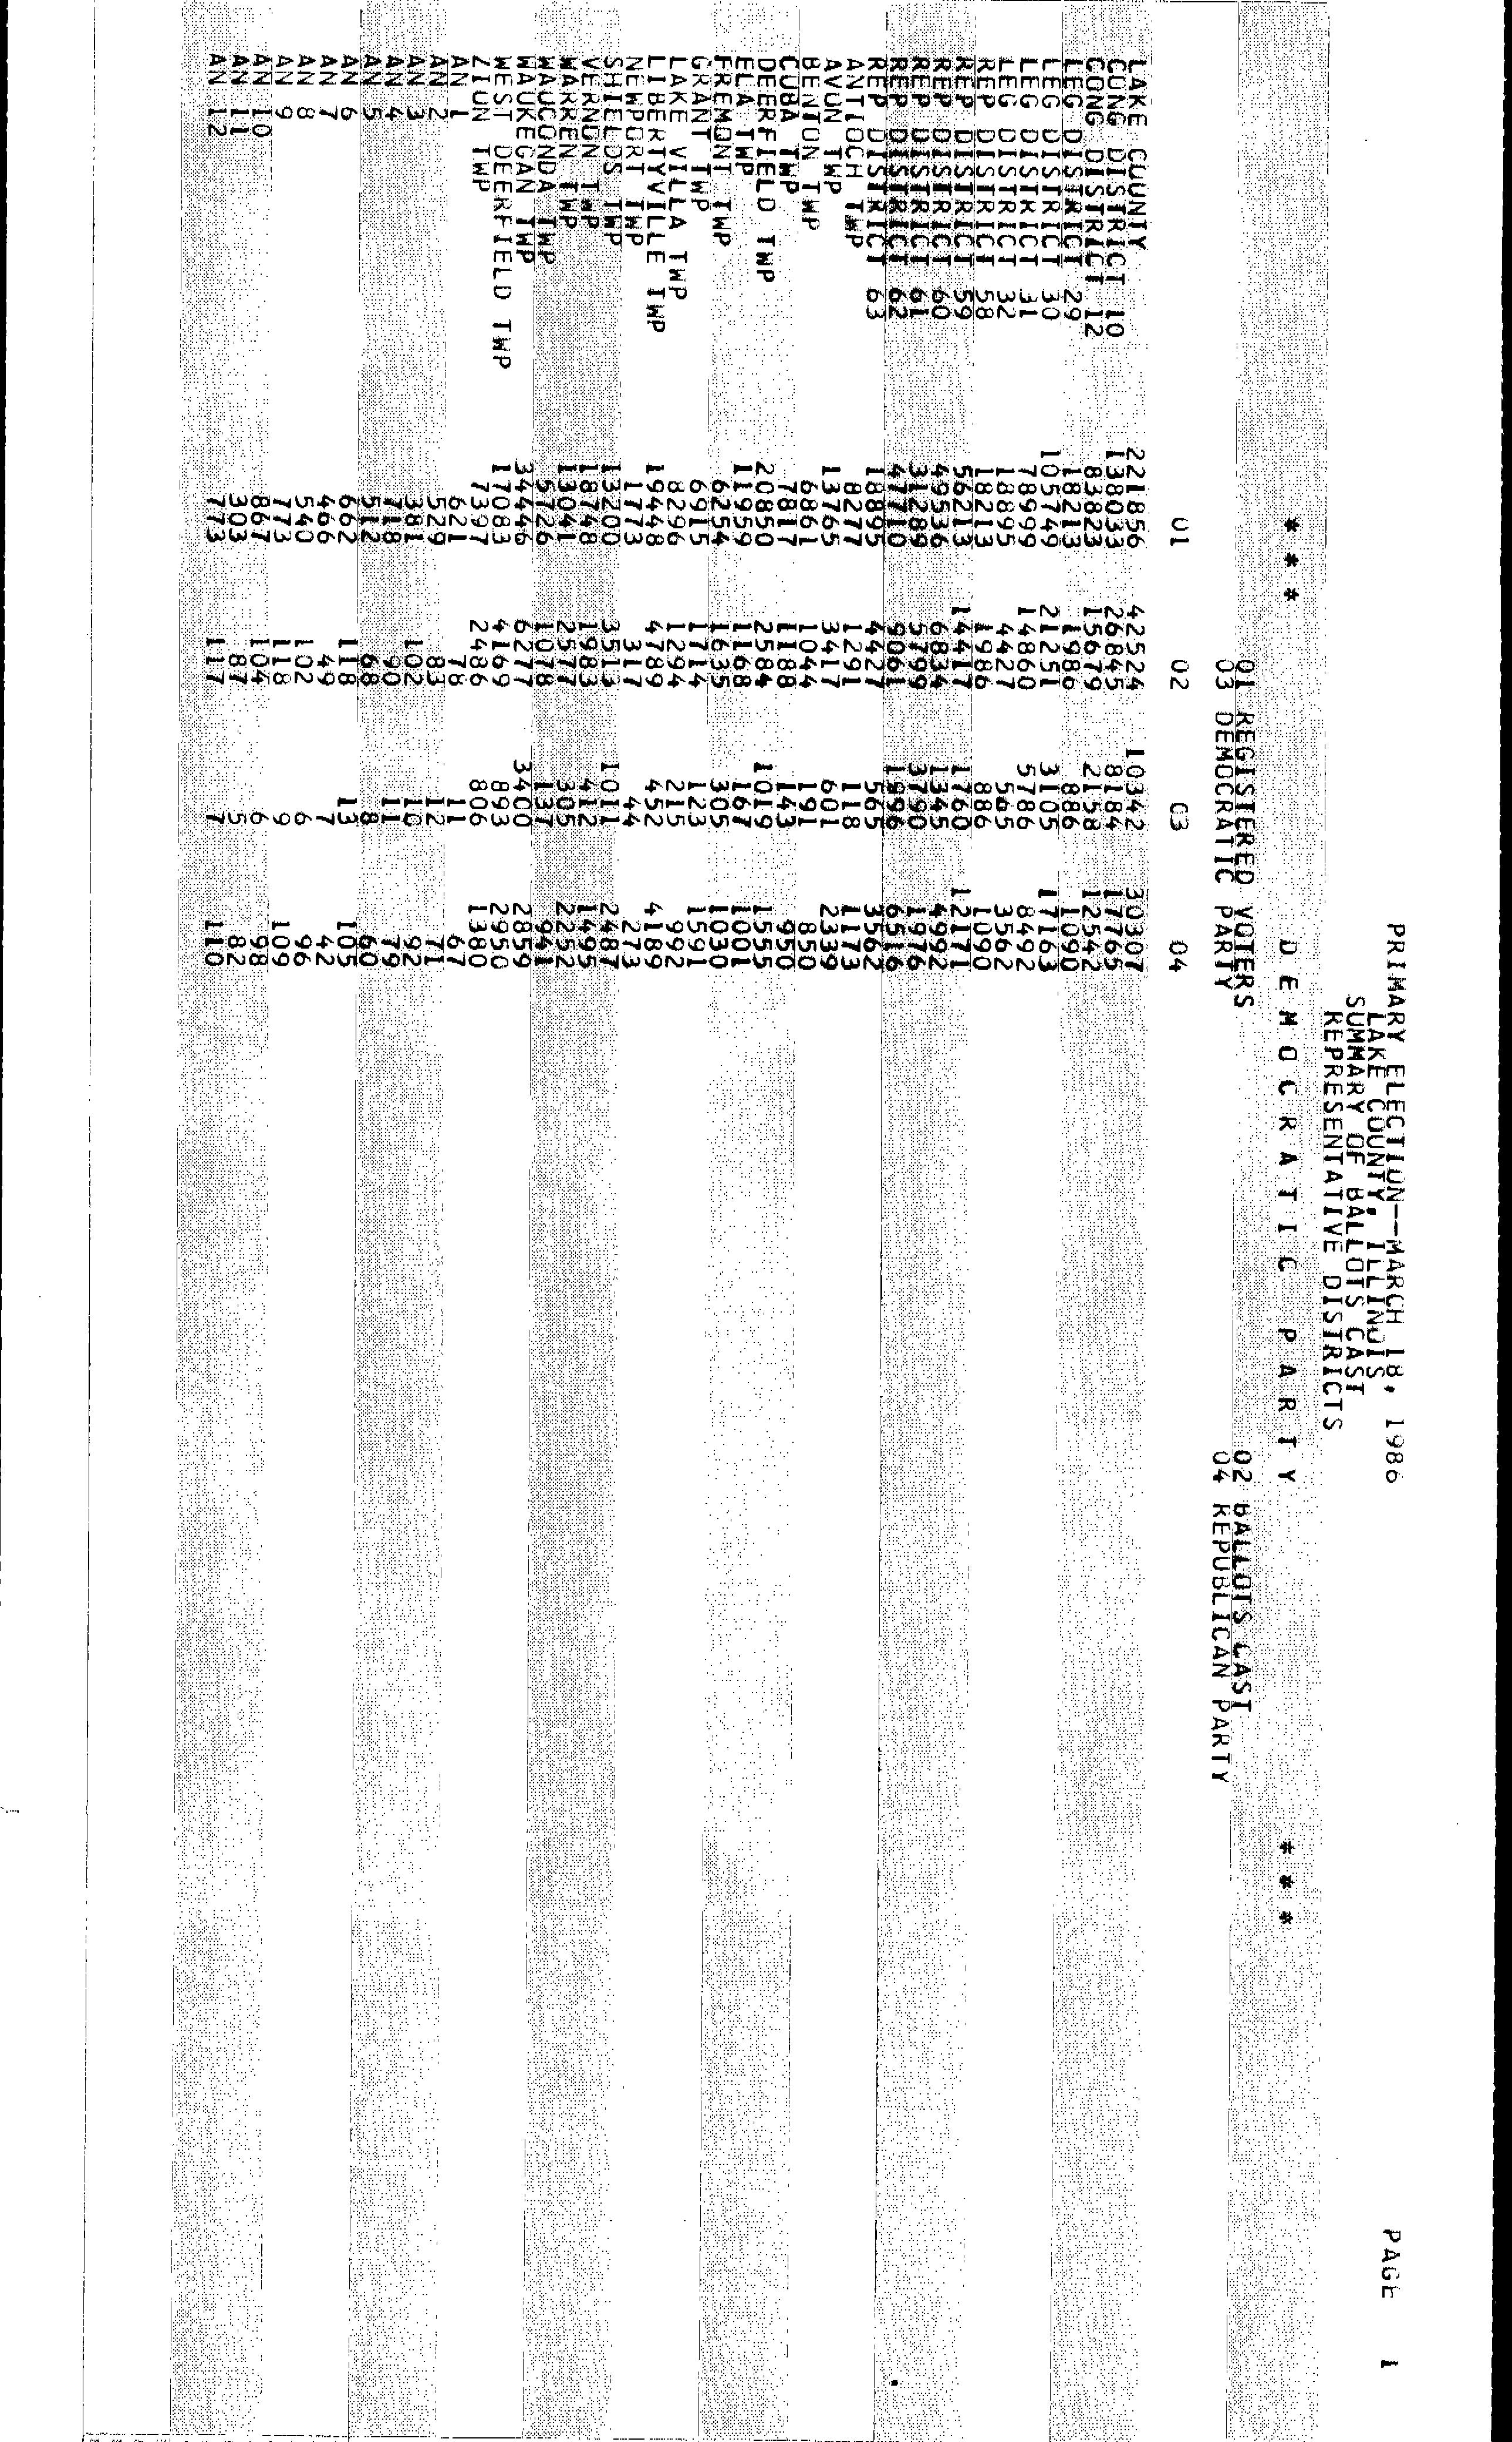 PRIMARY ELECTION--MARCH 18, 1986 PAGE 1
LAKE COUNTY, ILLINOIS
SUMMARY OF BALLOTS CAST
REPRESENTATIVE DISTRICTS
* * * D E M O C R A T I C P A R T Y * * *
01 REGISTERED VOTERS 02 BALLOTS CAST
03 DEMOCRATIC PARTY 04 REPUBLICAN PARTY
01 02 03 04
LAKE COUNTY 221856 42524 10342 30307
CONG DISTRICT 10 138033 26845 8184 17765
CONG DISTRICT 12 83823 15679 2158 12542
LEG DISTRICT 29 18213 1986 886 1090
LEG DISTRICT 30 105749 21251 3105 17163
LEG DISTRICT 31 78999 14860 5786 8492
LEG DISTRICT 32 18895 4427 565 3562
REP DISTRICT 58 18213 1986 886 1090
REP DISTRICT 59 56213 14417 1760 12171
REP DISTRICT 60 49536 6834 1345 4992
REP DISTRICT 61 31289 5799 3790 1976
REP DISTRICT 62 47710 9061 1996 6516
REP DISTRICT 63 18895 4427 565 3562
ANTIOCH TWP 8277 1291 118 1173
AVON TWP 13765 3417 601 2339
BENTON TWP 6861 1044 191 850
CUBA TWP 7817 1188 143 950
DEERFIELD TWP 20850 2584 1019 1555
ELA TWP 11959 1168 167 1001
FREMONT TWP 6254 1635 305 1030
GRANT TWP 6915 1714 123 1591
LAKE VILLA TWP 8296 1294 215 992
LIBERTYVILLE TWP 19448 4789 452 4189
NEWPORT TWP 1773 317 44 273
SHIELDS TWP 13200 3513 1011 2487
VERNON TWP 18748 1983 412 1495
WARREN TWP 13041 2577 305 2252
WAUCONDA TWP 5726 1078 137 941
WAUKEGAN TWP 34446 6277 3400 2859
WEST DEERFIELD TWP 17083 4169 893 2950
ZION TWP 7397 2486 806 1380
AN 1 621 78 11 67
AN 2 529 83 12 71
AN 3 381 102 10 92
AN 4 718 90 11 79
AN 5 512 68 8 60
AN 6 662 118 13 105
AN 7 466 49 7 42
AN 8 540 102 6 96
AN 9 773 118 9 109
AN 10 867 104 6 98
AN 11 303 87 5 82
AN 12 773 117 7 110